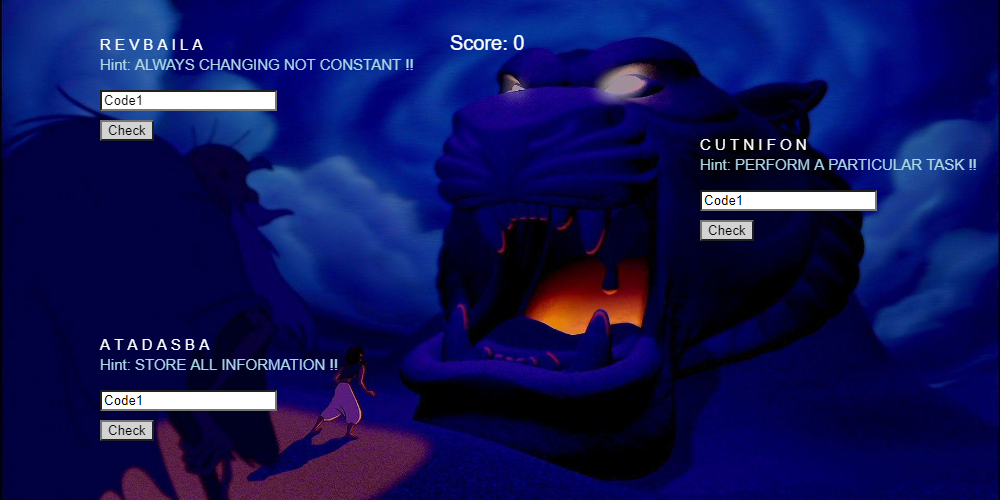 REVBAILA
Hint: ALWAYS CHANGING NOT CONSTANT !!
Code1
Check
Score: 0
CUTNIFON
Hint: PERFORM A PARTICULAR TASK !!
Code1
Check
ATADASBA
Hint: STORE ALL INFORMATION !!
Code1
Check